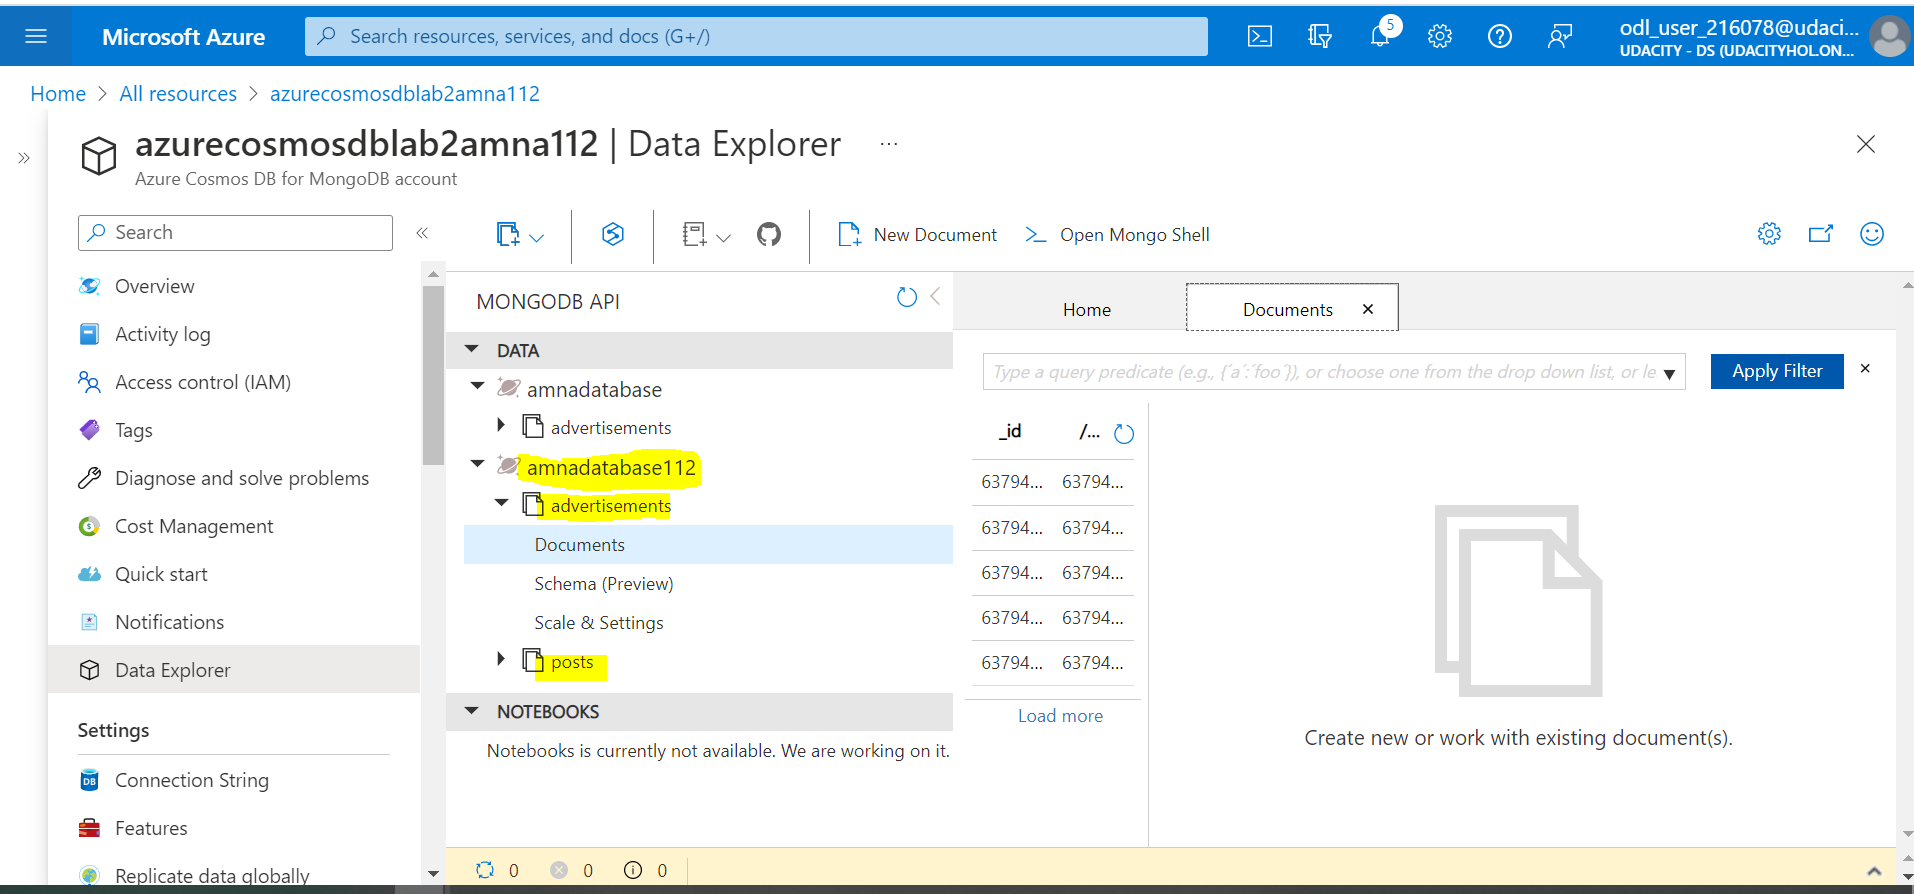 Microsoft Azure
Search resources, services, and docs (G+/)
5
odl_user_216078@udaci...
UDACITY - DS (UDACITYHOL.ON...
Home > All resources > azurecosmosdblab2amna112
azurecosmosdblab2amna112 | Data Explorer ...
Azure Cosmos DB for MongoDB account
Search
Overview
Activity log
Access control (IAM)
Tags
Diagnose and solve problems
Cost Management
Quick start
Notifications
Data Explorer
Settings
Connection String
Features
Replicate data globally
New Document
Open Mongo Shell
MONGODB API
DATA
amnadatabase
advertisements
amnadatabase112
advertisements
Documents
Schema (Preview)
Scale & Settings
posts
NOTEBOOKS
Notebooks is currently not available. We are working on it.
Home
Documents
Type a query predicate (e.g., {´a´:´foo´}), or choose one from the drop down list, or le
Apply Filter
_id /...
63794... 63794...
63794... 63794...
63794... 63794...
63794... 63794...
63794... 63794...
Load more
Create new or work with existing document(s).
0 0 0